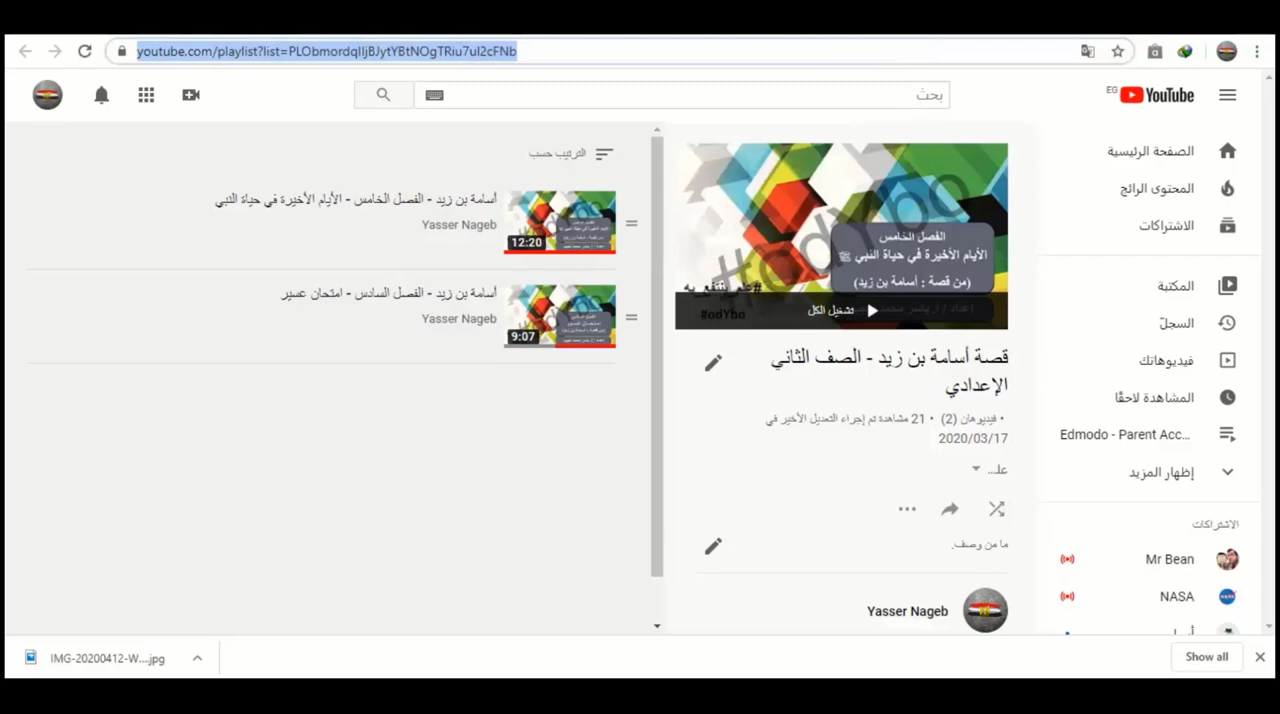 youtube.com/playlist?list=PLObmordqlIjBJytYBtNOgTRiu7ul2cFNb
EG YouTube
بحث
الصفحة الرئيسية
المحتوى الرائج
الاشتراكات
المكتبة
السجلّ
فيديوهاتك
المشاهدة لاحقًا
Edmodo - Parent Acc...
إظهار المزيد
الاشتراكات
Mr Bean
NASA
#odYbo
الفصل الخامس
الأيام الأخيرة في حياة النبي ﷺ
(من قصة : أسامة بن زيد)
#علم_ينتفع_به
#odYbo
تشغيل الكل
قصة أسامة بن زيد - الصف الثاني
الإعدادي
• فيديوهان (2) • 21 مشاهدة تم إجراء التعديل الأخير في
2020/03/17
علـ...
ما من وصف.
Yasser Nageb
الترتيب حسب
أسامة بن زيد - الفصل الخامس - الأيام الأخيرة في حياة النبي
Yasser Nageb
12:20
أسامة بن زيد - الفصل السادس - امتحان عسير
Yasser Nageb
9:07
IMG-20200412-W....jpg
Show all